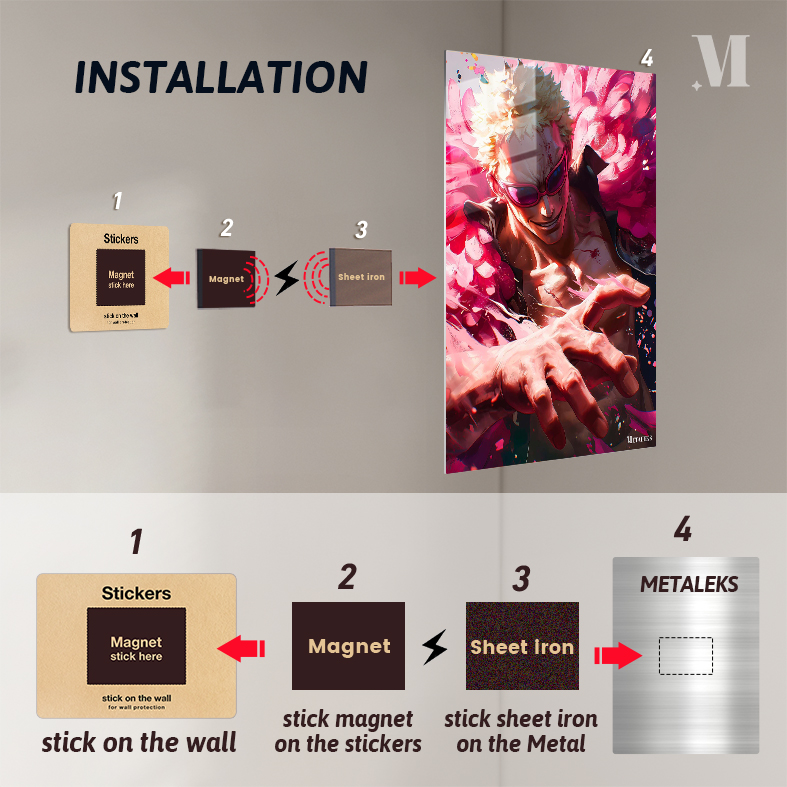 INSTALLATION
M
4
1
2
3
Stickers
Magnet
stick here
stick on the wall
for wall protection
Magnet
Sheet iron
METALEKS
1
2
3
4
Stickers
Magnet
stick here
stick on the wall
for wall protection
Magnet
Sheet iron
METALEKS
stick on the wall
stick magnet
on the stickers
stick sheet iron
on the Metal